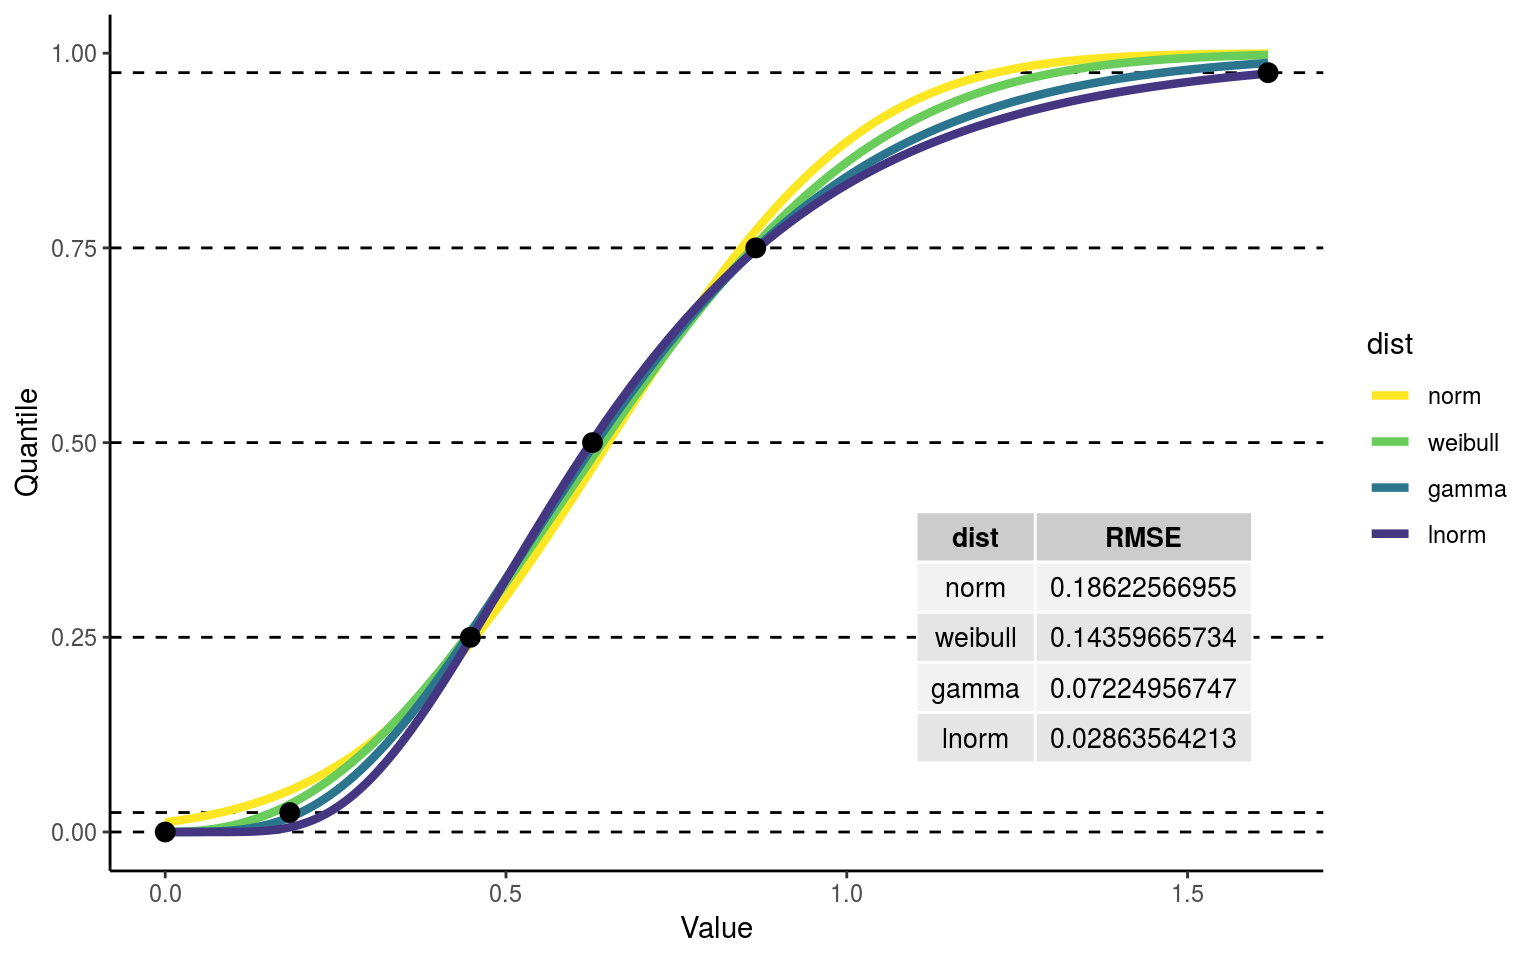 1.00
0.75
0.50
0.25
0.00
Quantile
0.0 0.5 1.0 1.5
Value
dist RMSE
norm 0.18622566955
weibull 0.14359665734
gamma 0.07224956747
lnorm 0.02863564213
dist
norm
weibull
gamma
lnorm